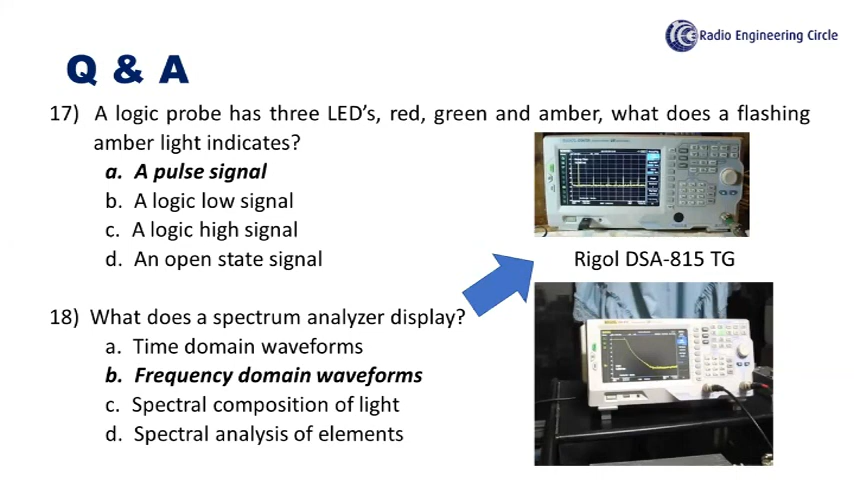 Radio Engineering Circle
Q & A
17) A logic probe has three LED's, red, green and amber, what does a flashing
amber light indicates?
a. A pulse signal
b. A logic low signal
c. A logic high signal
d. An open state signal
Rigol DSA-815 TG
18) What does a spectrum analyzer display?
a. Time domain waveforms
b. Frequency domain waveforms
c. Spectral composition of light
d. Spectral analysis of elements